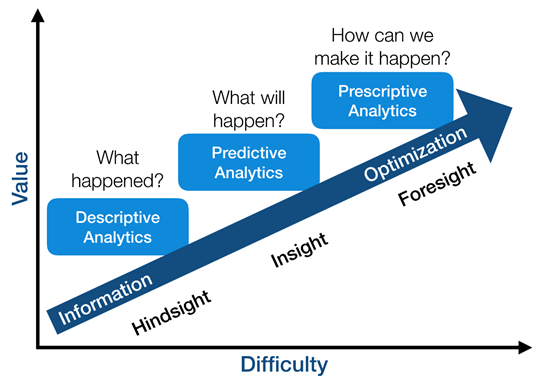 How can we
make it happen?
Prescriptive
Analytics
What will
happen?
Predictive
Analytics
What
happened?
Descriptive
Analytics
Information
Optimization
Hindsight
Insight
Foresight
Value
Difficulty